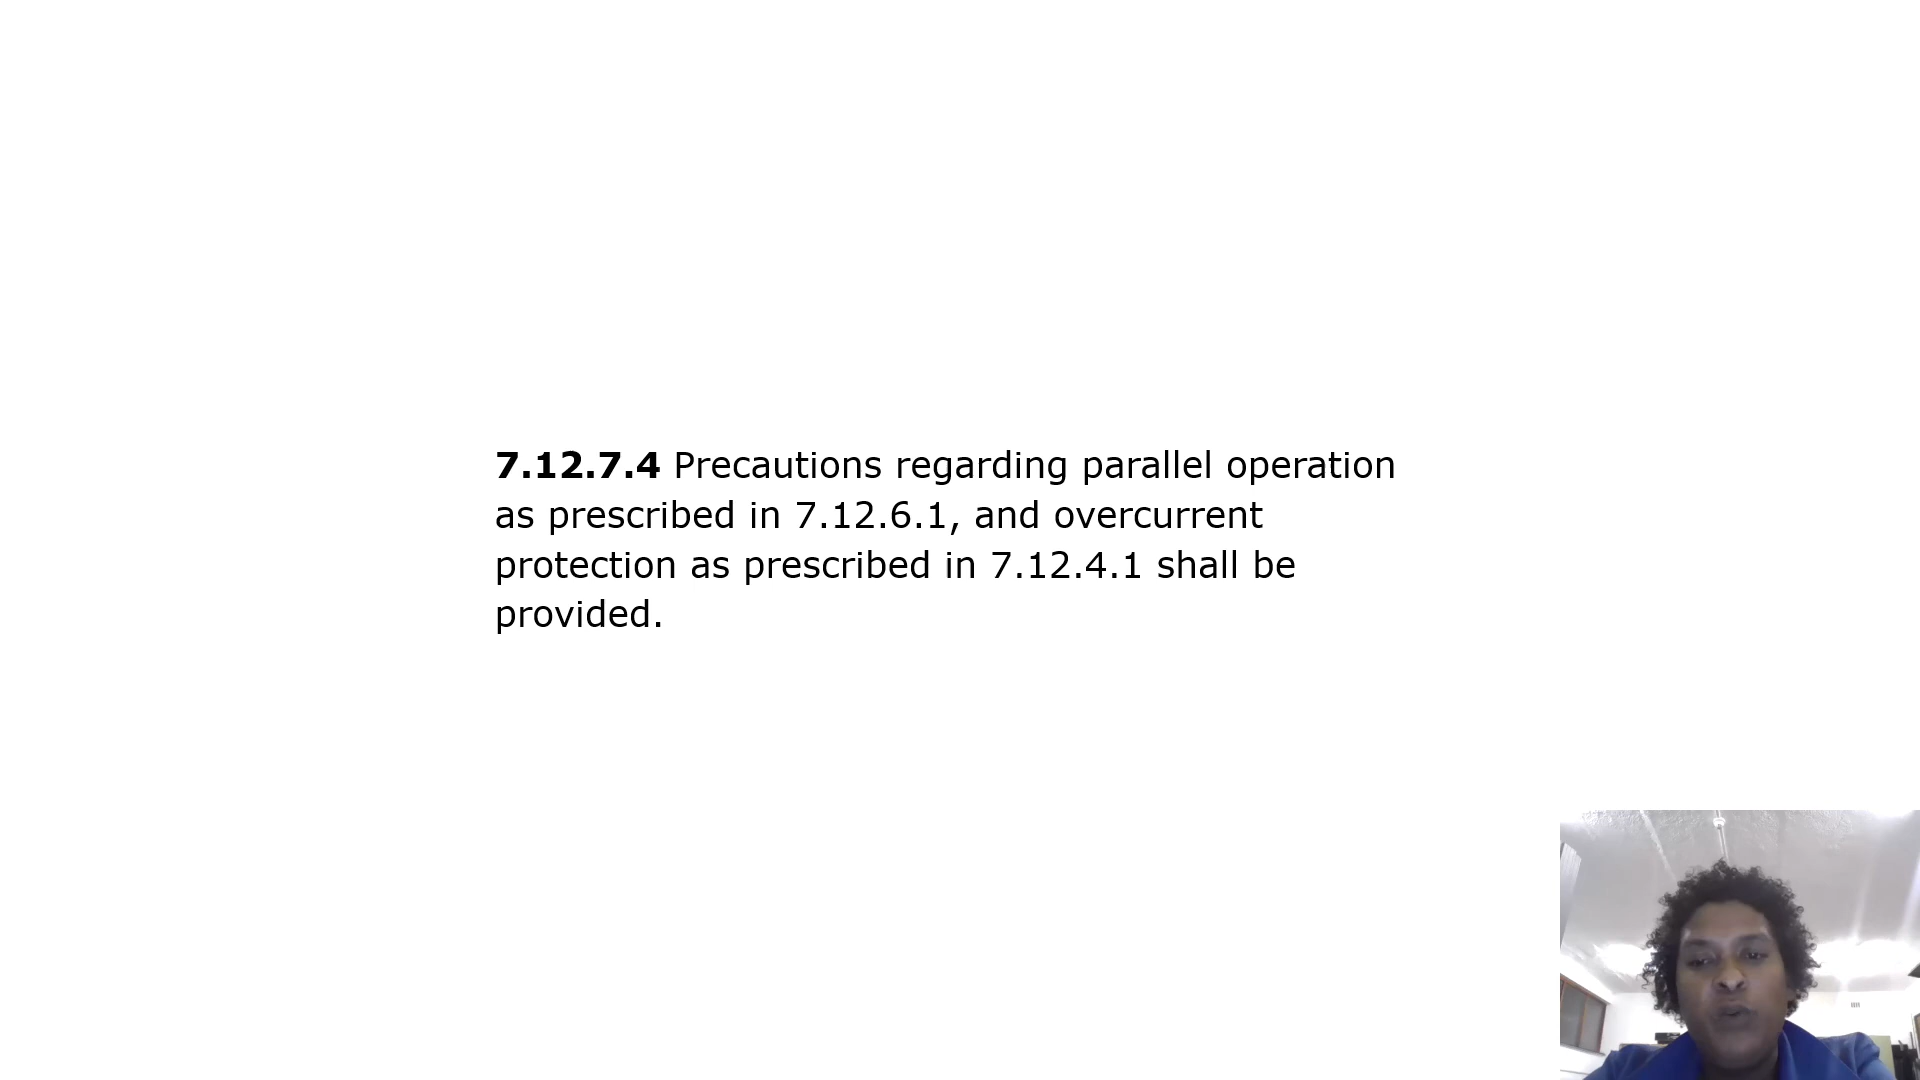 7.12.7.4 Precautions regarding parallel operation
as prescribed in 7.12.6.1, and overcurrent
protection as prescribed in 7.12.4.1 shall be
provided.